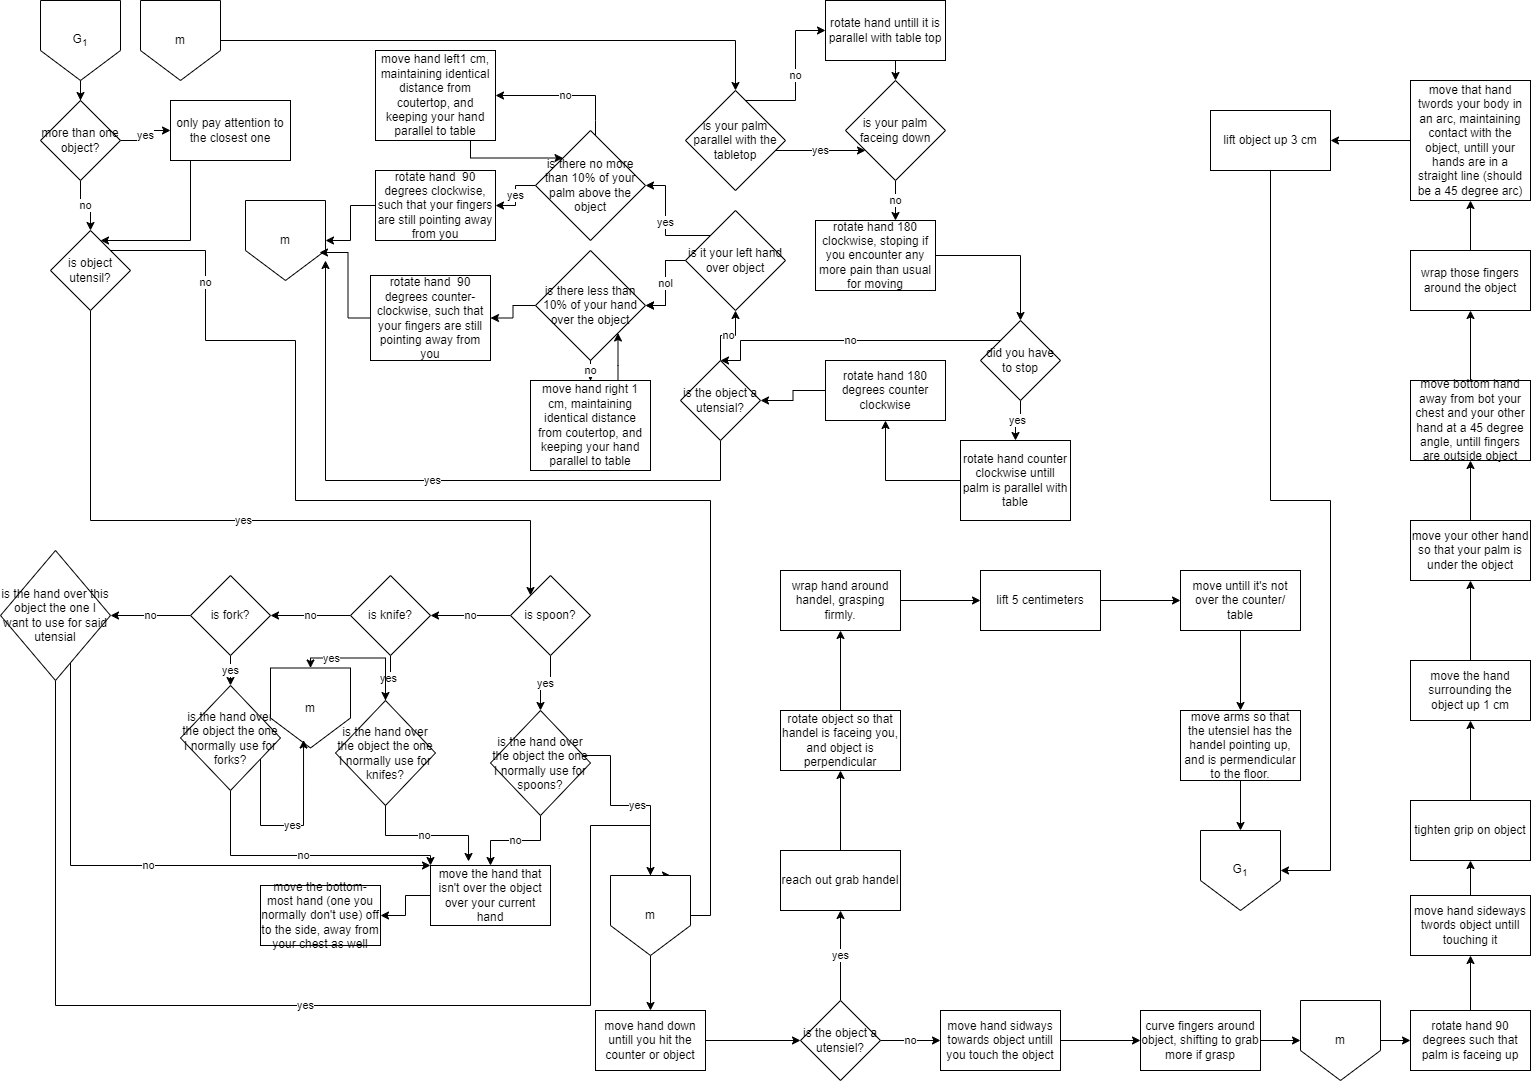 G1
m
rotate hand untill it is
parallel with table top
move hand left1 cm,
maintaining identical
distance from
coutertop, and
keeping your hand
parallel to table
no
no
more than one
object?
yes
only pay attention to
the closest one
is your palm
parallel with the
tabletop
yes
is your palm
faceing down
lift object up 3 cm
move that hand
twords your body in
an arc, maintaining
contact with the
object, untill your
hands are in a
straight line (should
be a 45 degree arc)
is there no more
than 10% of your
palm above the
object
yes
rotate hand  90
degrees clockwise,
such that your fingers
are still pointing away
from you
no
no
yes
rotate hand 180
clockwise, stoping if
you encounter any
more pain than usual
for moving
m
is it your left hand
over object
is object
utensil?
no
nol
wrap those fingers
around the object
rotate hand  90
degrees counter-
clockwise, such that
your fingers are still
pointing away from
you
is there less than
10% of your hand
over the object
no
no
did you have
to stop
no
move hand right 1
cm, maintaining
identical distance
from coutertop, and
keeping your hand
parallel to table
is the object a
utensial?
rotate hand 180
degrees counter
clockwise
yes
move bottom hand
away from bot your
chest and your other
hand at a 45 degree
angle, untill fingers
are outside object
rotate hand counter
clockwise untill
palm is parallel with
table
yes
yes
move your other hand
so that your palm is
under the object
is the hand over this
object the one I
want to use for said
utensial
no
is fork?
no
is knife?
no
is spoon?
wrap hand around
handel, grasping
firmly.
lift 5 centimeters
move untill it's not
over the counter/
table
yes
yes
yes
yes
move the hand
surrounding the
object up 1 cm
is the hand over
the object the one
I normally use for
forks?
m
is the hand over
the object the one
I normally use for
knifes?
is the hand over
the object the one
I normally use for
spoons?
rotate object so that
handel is faceing you,
and object is
perpendicular
move arms so that
the utensiel has the
handel pointing up,
and is permendicular
to the floor.
yes
yes
no
no
no
no
tighten grip on object
move the hand that
isn't over the object
over your current
hand
reach out grab handel
G1
move the bottom-
most hand (one you
normally don't use) off
to the side, away from
your chest as well
m
move hand sideways
twords object untill
touching it
yes
yes
move hand down
untill you hit the
counter or object
is the object a
utensiel?
no
move hand sidways
towards object untill
you touch the object
curve fingers around
object, shifting to grab
more if grasp
m
rotate hand 90
degrees such that
palm is faceing up